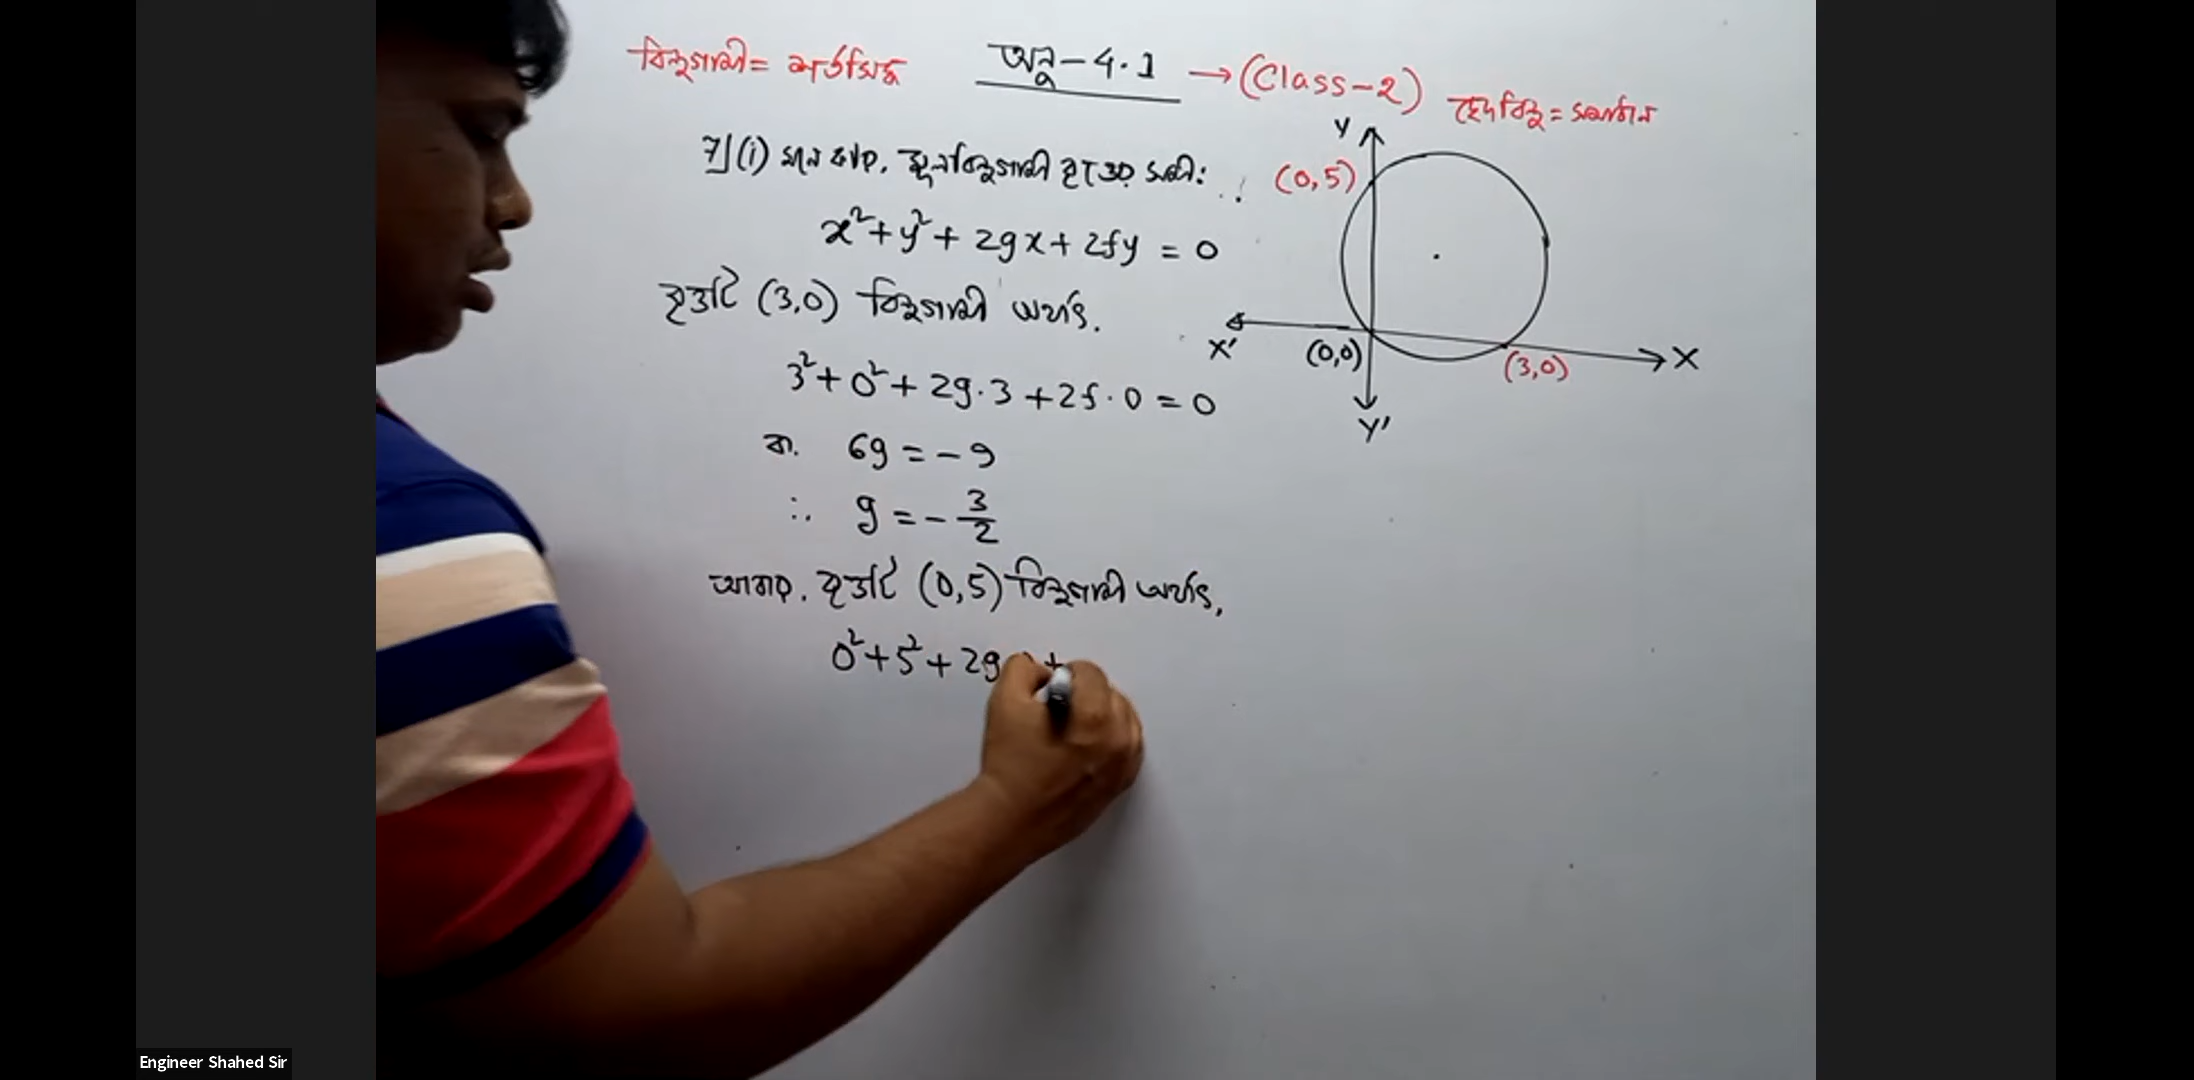 বিন্দুগামী = শর্তসিদ্ধ
অনু - 4.1 → (Class-2)
ছেদবিন্দু = সমাধান
7|(i) মনে করি, মূলবিন্দুগামী বৃত্তের সমী:
x² + y² + 2gx + 2fy = 0
বৃত্তটি (3,0) বিন্দুগামী অর্থাৎ,
3² + 0² + 2g.3 + 2f.0 = 0
বা, 6g = -9
∴ g = -3/2
আবার, বৃত্তটি (0,5) বিন্দুগামী অর্থাৎ,
0² + 5² + 2g +
Y
(0,5)
X'
(0,0)
(3,0)
X
Y'
Engineer Shahed Sir